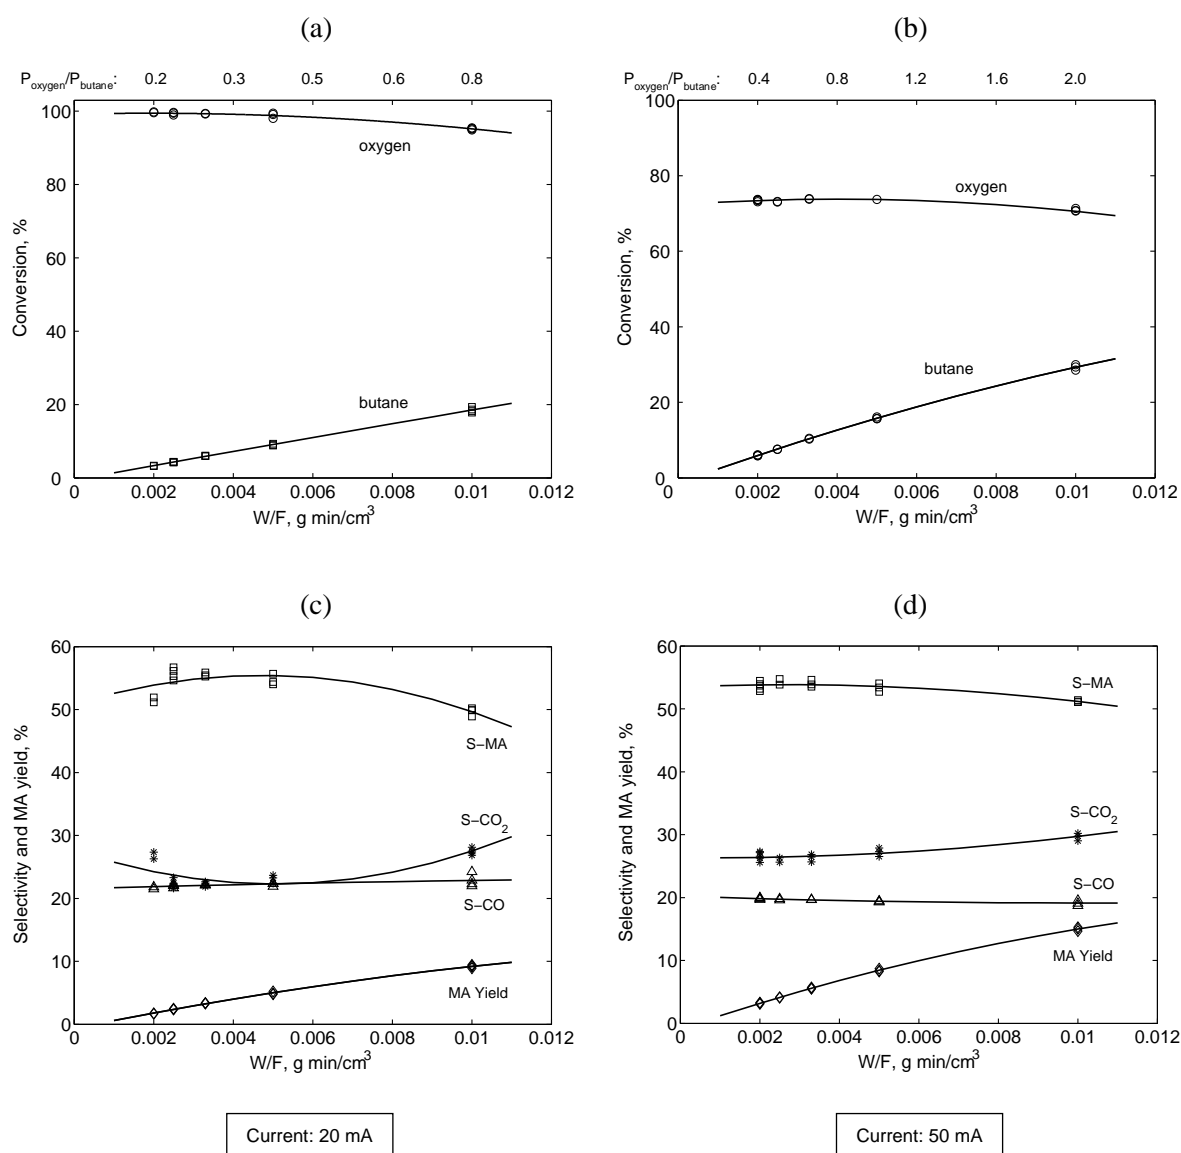 (a)
P_oxygen/P_butane: 0.2 0.3 0.5 0.6 0.8
100
80
60
40
20
0
Conversion, %
oxygen
butane
0 0.002 0.004 0.006 0.008 0.01 0.012
W/F, g min/cm³
(b)
P_oxygen/P_butane: 0.4 0.8 1.2 1.6 2.0
100
80
60
40
20
0
Conversion, %
oxygen
butane
0 0.002 0.004 0.006 0.008 0.01 0.012
W/F, g min/cm³
(c)
60
50
40
30
20
10
0
Selectivity and MA yield, %
S−MA
S−CO₂
S−CO
MA Yield
0 0.002 0.004 0.006 0.008 0.01 0.012
W/F, g min/cm³
Current: 20 mA
(d)
60
50
40
30
20
10
0
Selectivity and MA yield, %
S−MA
S−CO₂
S−CO
MA Yield
0 0.002 0.004 0.006 0.008 0.01 0.012
W/F, g min/cm³
Current: 50 mA